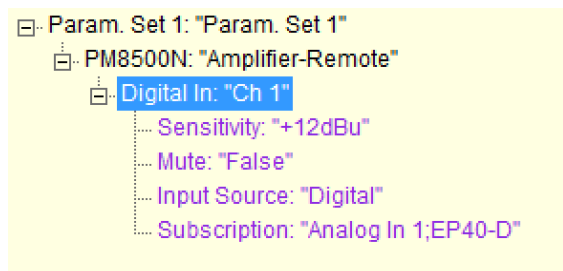 Param. Set 1: "Param. Set 1"
PM8500N: "Amplifier-Remote"
Digital In: "Ch 1"
Sensitivity: "+12dBu"
Mute: "False"
Input Source: "Digital"
Subscription: "Analog In 1;EP40-D"